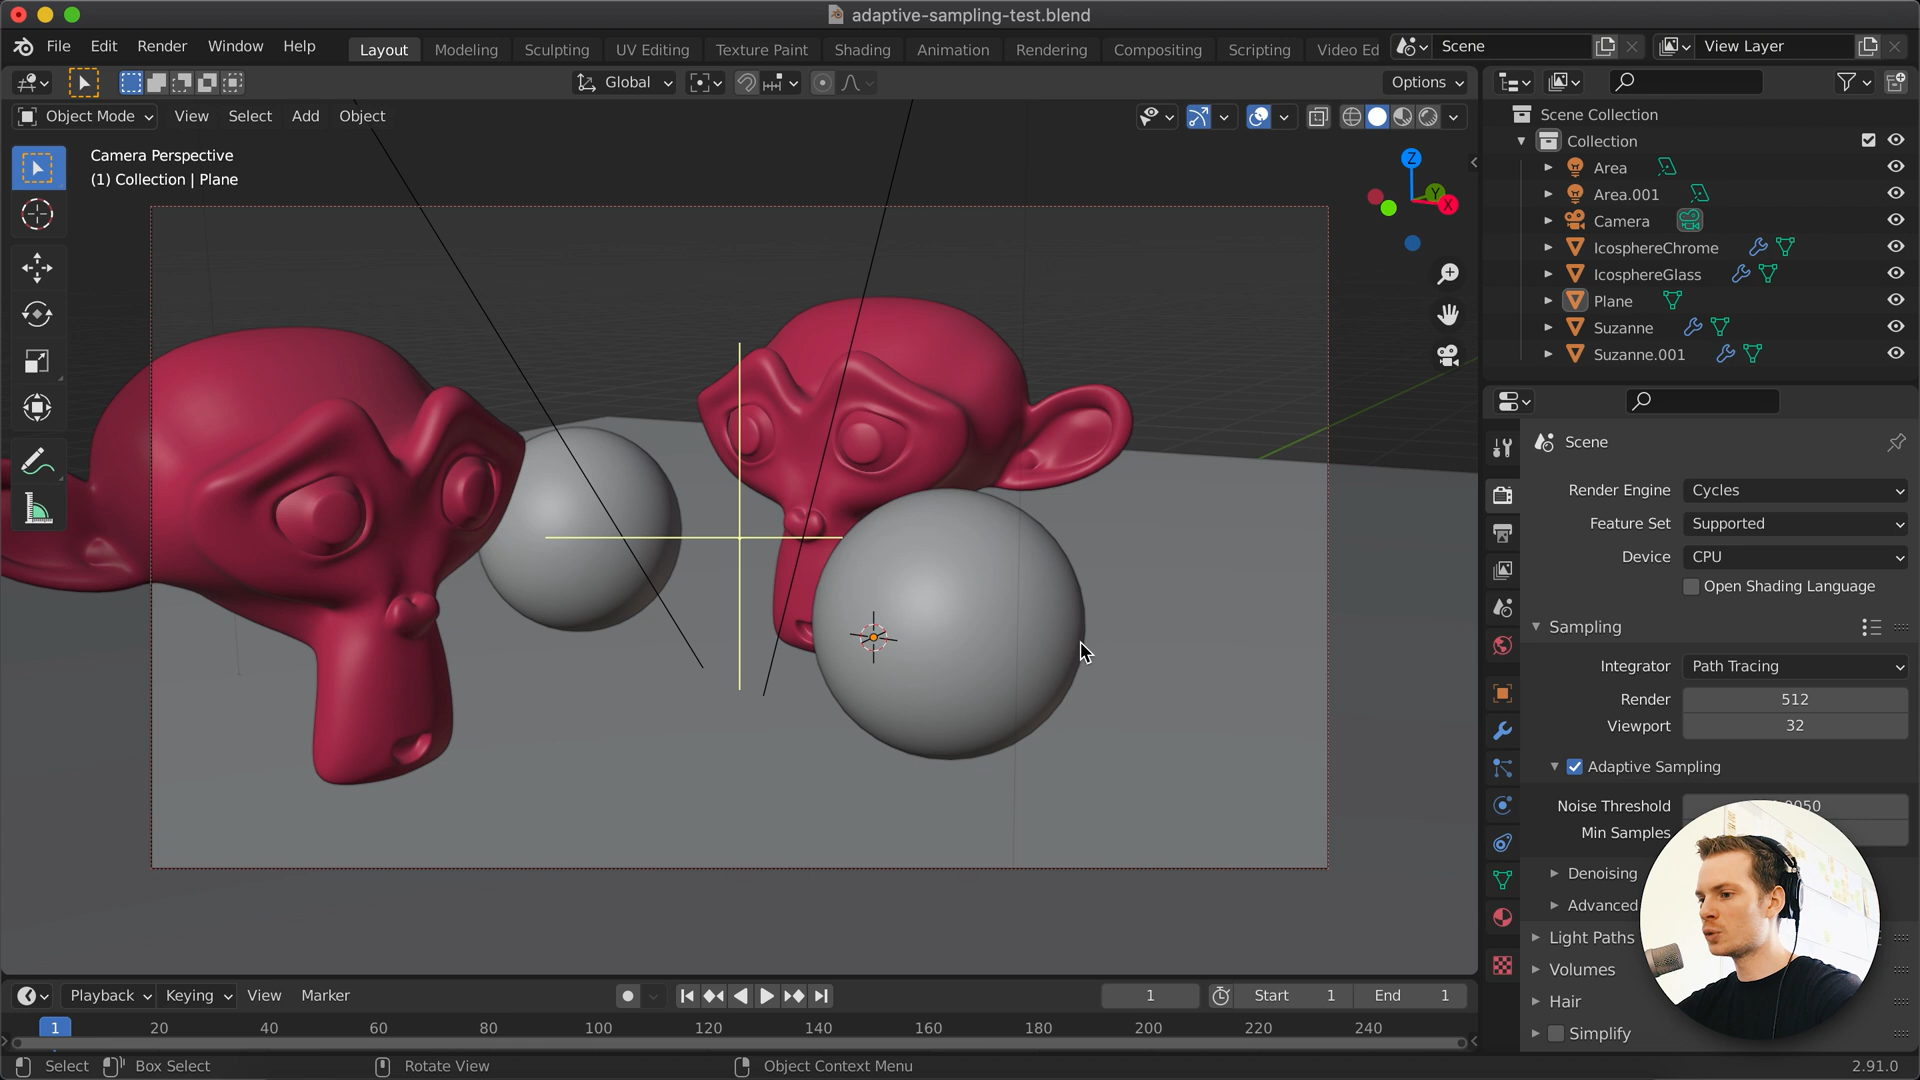 adaptive-sampling-test.blend
File Edit Render Window Help Layout Modeling Sculpting UV Editing Texture Paint Shading Animation Rendering Compositing Scripting Video Ed Scene View Layer
Global Options
Object Mode View Select Add Object
Scene Collection
Collection
Camera Perspective
(1) Collection | Plane
Z
Y
X
Area
Area.001
Camera
IcosphereChrome
IcosphereGlass
Plane
Suzanne
Suzanne.001
Scene
Render Engine Cycles
Feature Set Supported
Device CPU
Open Shading Language
Sampling
Integrator Path Tracing
Render 512
Viewport 32
Adaptive Sampling
Noise Threshold
Min Samples
Denoising
Advanced
Light Paths
Volumes
Hair
Simplify
Playback Keying View Marker 1 Start 1 End 1
1 20 40 60 80 100 120 140 160 180 200 220 240
Select Box Select Rotate View Object Context Menu 2.91.0